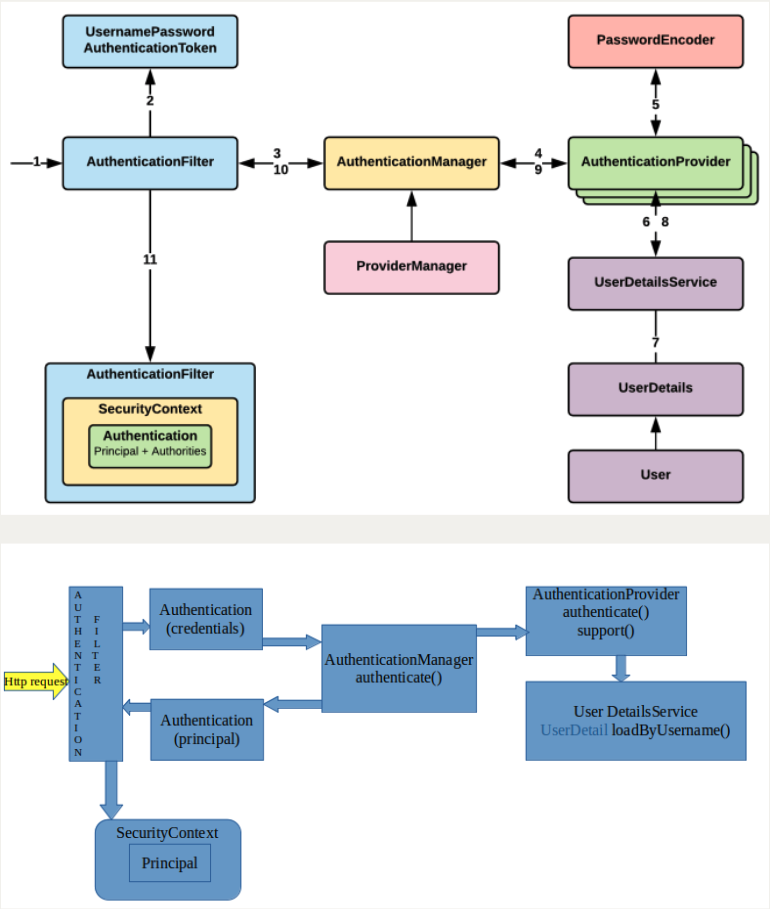 UsernamePassword
AuthenticationToken
PasswordEncoder
2
5
1
AuthenticationFilter
3
10
AuthenticationManager
4
9
AuthenticationProvider
6 8
ProviderManager
11
UserDetailsService
7
AuthenticationFilter
SecurityContext
Authentication
Principal + Authorities
UserDetails
User
AUTHENTICATION
FILTER
Http request
Authentication
(credentials)
AuthenticationManager
authenticate()
Authentication
(principal)
AuthenticationProvider
authenticate()
support()
User DetailsService
UserDetail loadByUsername()
SecurityContext
Principal